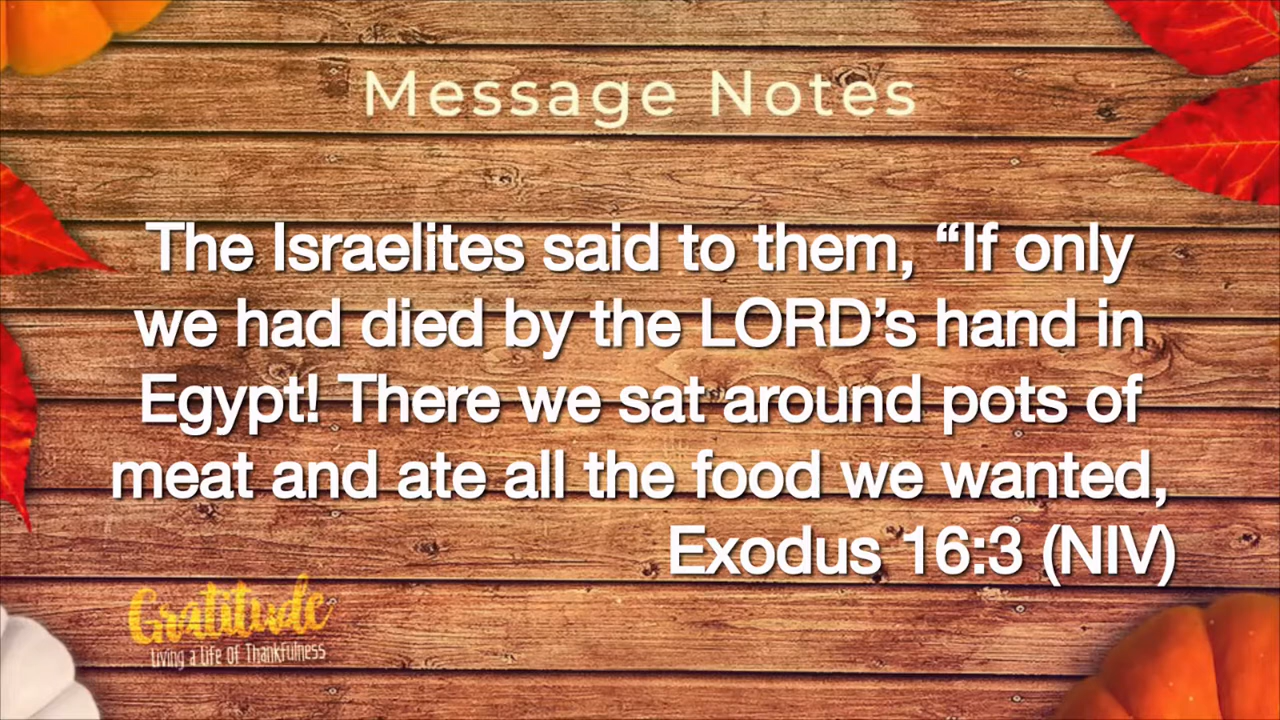 Message Notes
The Israelites said to them, “If only
we had died by the LORD’s hand in
Egypt! There we sat around pots of
meat and ate all the food we wanted,
Exodus 16:3 (NIV)
Gratitude
Living a Life of Thankfulness